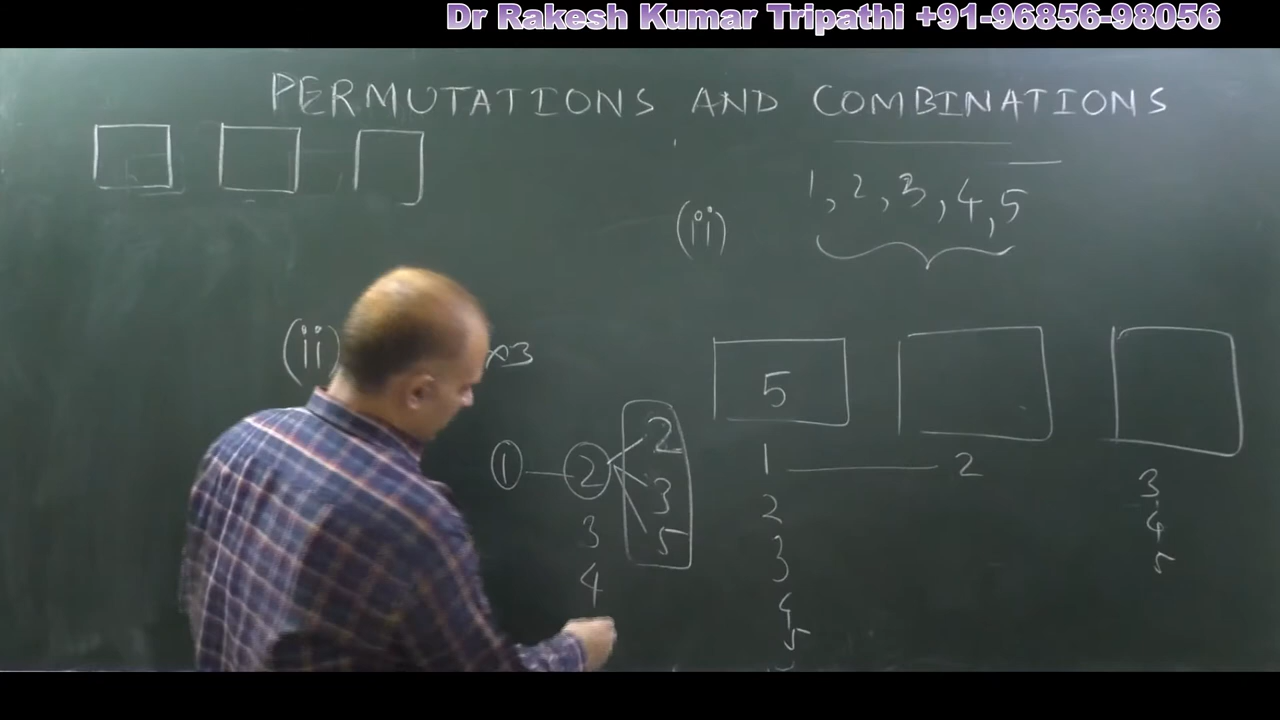 Dr Rakesh Kumar Tripathi +91-96856-98056
PERMUTATIONS AND COMBINATIONS
(ii) 1, 2, 3, 4, 5
(ii) ×3
5
1 2 2
3
4
3
5
1 2
2
3
4
5
3
4
5